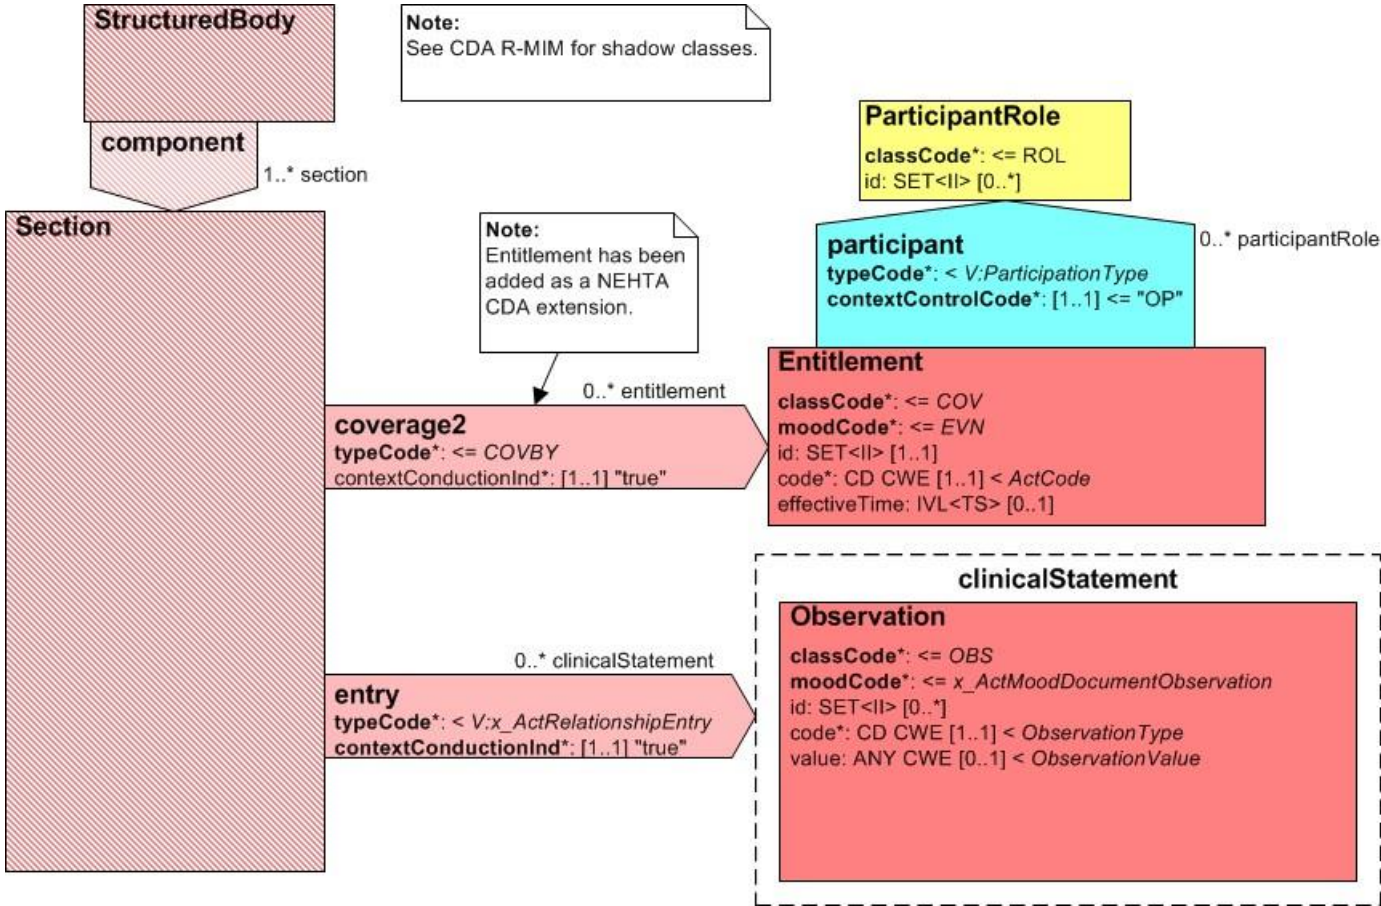 StructuredBody
Note:
See CDA R-MIM for shadow classes.
component
1..* section
ParticipantRole
classCode*: <= ROL
id: SET<II> [0..*]
Section
Note:
Entitlement has been
added as a NEHTA
CDA extension.
participant
typeCode*: < V:ParticipationType
contextControlCode*: [1..1] <= "OP"
0..* participantRole
0..* entitlement
coverage2
typeCode*: <= COVBY
contextConductionInd*: [1..1] "true"
Entitlement
classCode*: <= COV
moodCode*: <= EVN
id: SET<II> [1..1]
code*: CD CWE [1..1] < ActCode
effectiveTime: IVL<TS> [0..1]
0..* clinicalStatement
entry
typeCode*: < V:x_ActRelationshipEntry
contextConductionInd*: [1..1] "true"
clinicalStatement
Observation
classCode*: <= OBS
moodCode*: <= x_ActMoodDocumentObservation
id: SET<II> [0..*]
code*: CD CWE [1..1] < ObservationType
value: ANY CWE [0..1] < ObservationValue